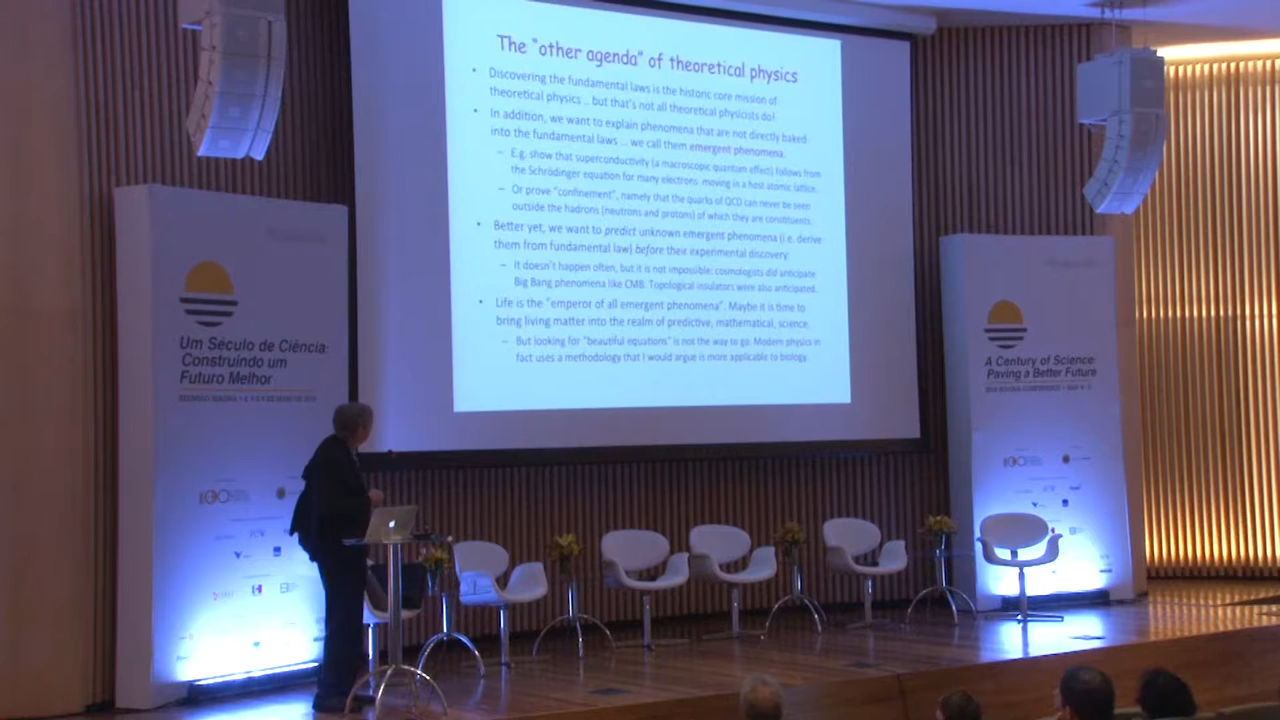 The "other agenda" of theoretical physics
• Discovering the fundamental laws is the historic core mission of
theoretical physics .. but that's not all theoretical physicists do!
• In addition, we want to explain phenomena that are not directly baked
into the fundamental laws ... we call them emergent phenomena.
– E.g. show that superconductivity (a macroscopic quantum effect) follows from
the Schrödinger equation for many electrons moving in a host atomic lattice.
– Or prove "confinement", namely that the quarks of QCD can never be seen
outside the hadrons (neutrons and protons) of which they are constituents.
• Better yet, we want to predict unknown emergent phenomena (i.e. derive
them from fundamental law) before their experimental discovery.
– It doesn't happen often, but it is not impossible: cosmologists did anticipate
Big Bang phenomena like CMB. Topological insulators were also anticipated.
• Life is the "emperor of all emergent phenomena". Maybe it is time to
bring living matter into the realm of predictive, mathematical, science.
– But looking for "beautiful equations" is not the way to go. Modern physics in
fact uses a methodology that I would argue is more applicable to biology
Um Século de Ciência:
Construindo um
Futuro Melhor
A Century of Science:
Paving a Better Future